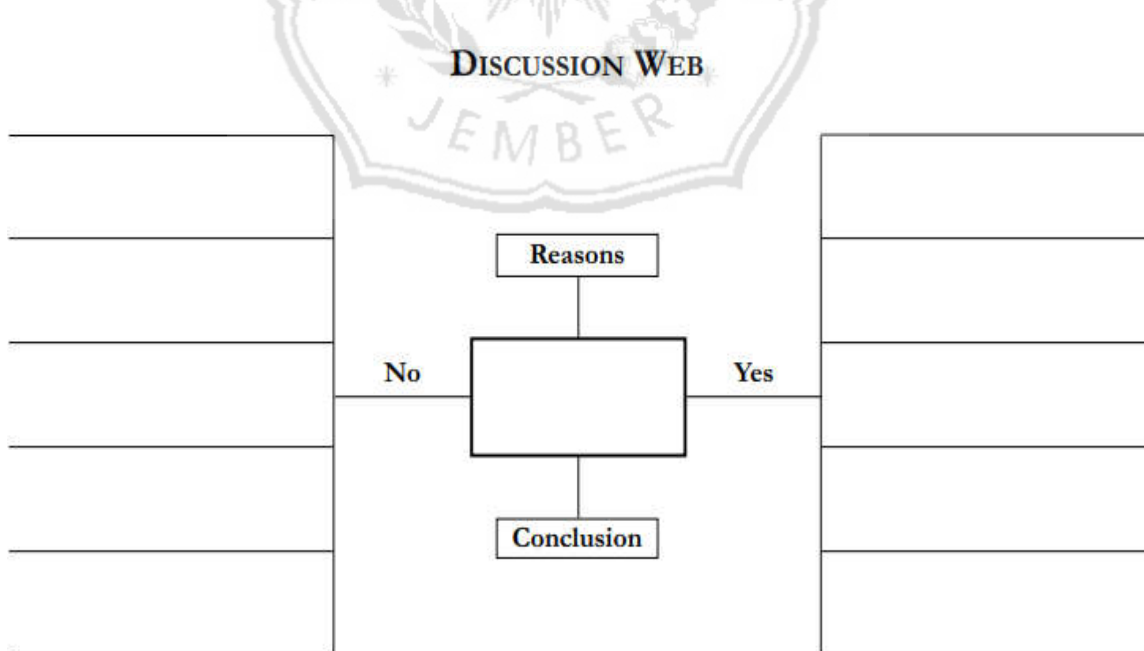 DISCUSSION WEB
JEMBER
Reasons
No
Yes
Conclusion